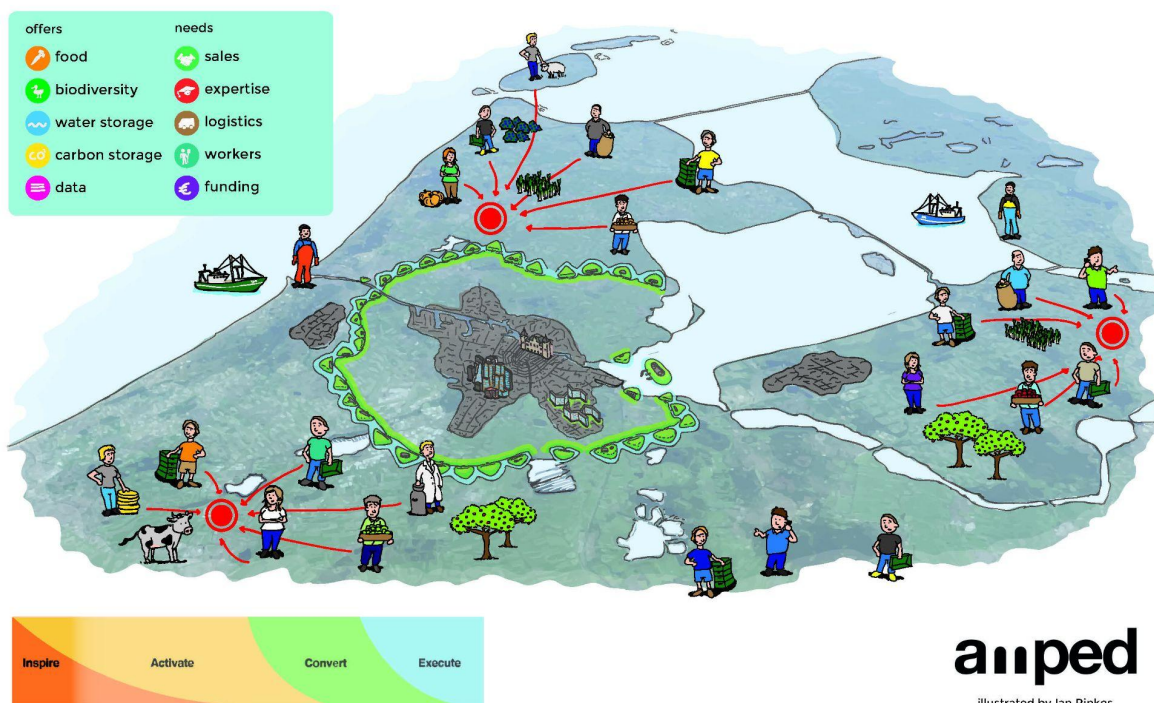 offers
needs
food
sales
biodiversity
expertise
water storage
logistics
carbon storage
workers
data
funding
Inspire
Activate
Convert
Execute
amped